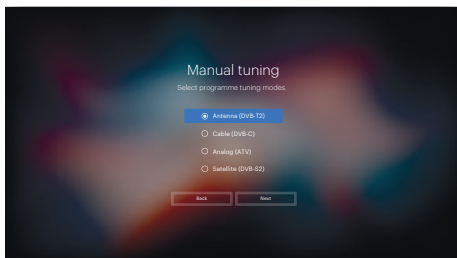 Manual tuning
Select programme tuning modes.
Antenna (DVB-T2)
Cable (DVB-C)
Analog (ATV)
Satellite (DVB-S2)
Back Next